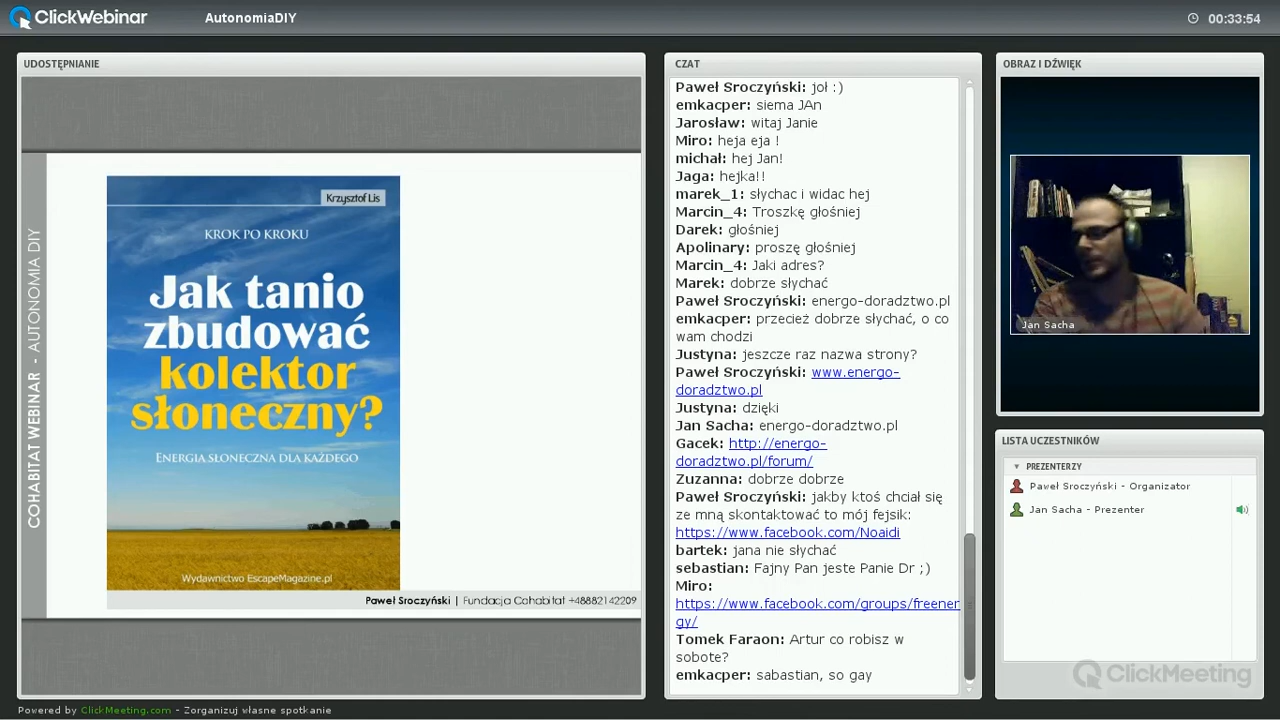 ClickWebinar
AutonomiaDIY
00:33:54
UDOSTĘPNIANIE
COHABITAT WEBINAR - AUTONOMIA DIY
Krzysztof Lis
KROK PO KROKU
Jak tanio
zbudować
kolektor
słoneczny?
ENERGIA SŁONECZNA DLA KAŻDEGO
Wydawnictwo EscapeMagazine.pl
Paweł Sroczyński | Fundacja Cohabitat +48882142209
CZAT
Paweł Sroczyński: joł :)
emkacper: siema JAn
Jarosław: witaj Janie
Miro: heja eja !
michał: hej Jan!
Jaga: hejka!!
marek_1: słychac i widac hej
Marcin_4: Troszkę głośniej
Darek: głośniej
Apolinary: proszę głośniej
Marcin_4: Jaki adres?
Marek: dobrze słychać
Paweł Sroczyński: energo-doradztwo.pl
emkacper: przecież dobrze słychać, o co
wam chodzi
Justyna: jeszcze raz nazwa strony?
Paweł Sroczyński: www.energo-
doradztwo.pl
Justyna: dzięki
Jan Sacha: energo-doradztwo.pl
Gacek: http://energo-
doradztwo.pl/forum/
Zuzanna: dobrze dobrze
Paweł Sroczyński: jakby ktoś chciał się
ze mną skontaktować to mój fejsik:
https://www.facebook.com/Noaidi
bartek: jana nie słychać
sebastian: Fajny Pan jeste Panie Dr ;)
Miro:
https://www.facebook.com/groups/freener
gy/
Tomek Faraon: Artur co robisz w
sobote?
emkacper: sabastian, so gay
OBRAZ I DŹWIĘK
Jan Sacha
LISTA UCZESTNIKÓW
PREZENTERZY
Paweł Sroczyński - Organizator
Jan Sacha - Prezenter
ClickMeeting
Powered by ClickMeeting.com - Zorganizuj własne spotkanie